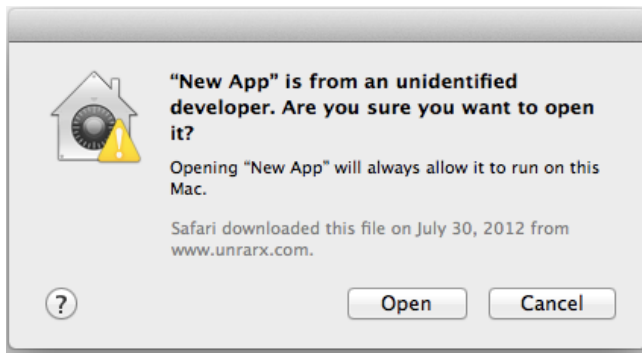 “New App” is from an unidentified
developer. Are you sure you want to open
it?
Opening “New App” will always allow it to run on this
Mac.
Safari downloaded this file on July 30, 2012 from
www.unrarx.com.
? Open Cancel